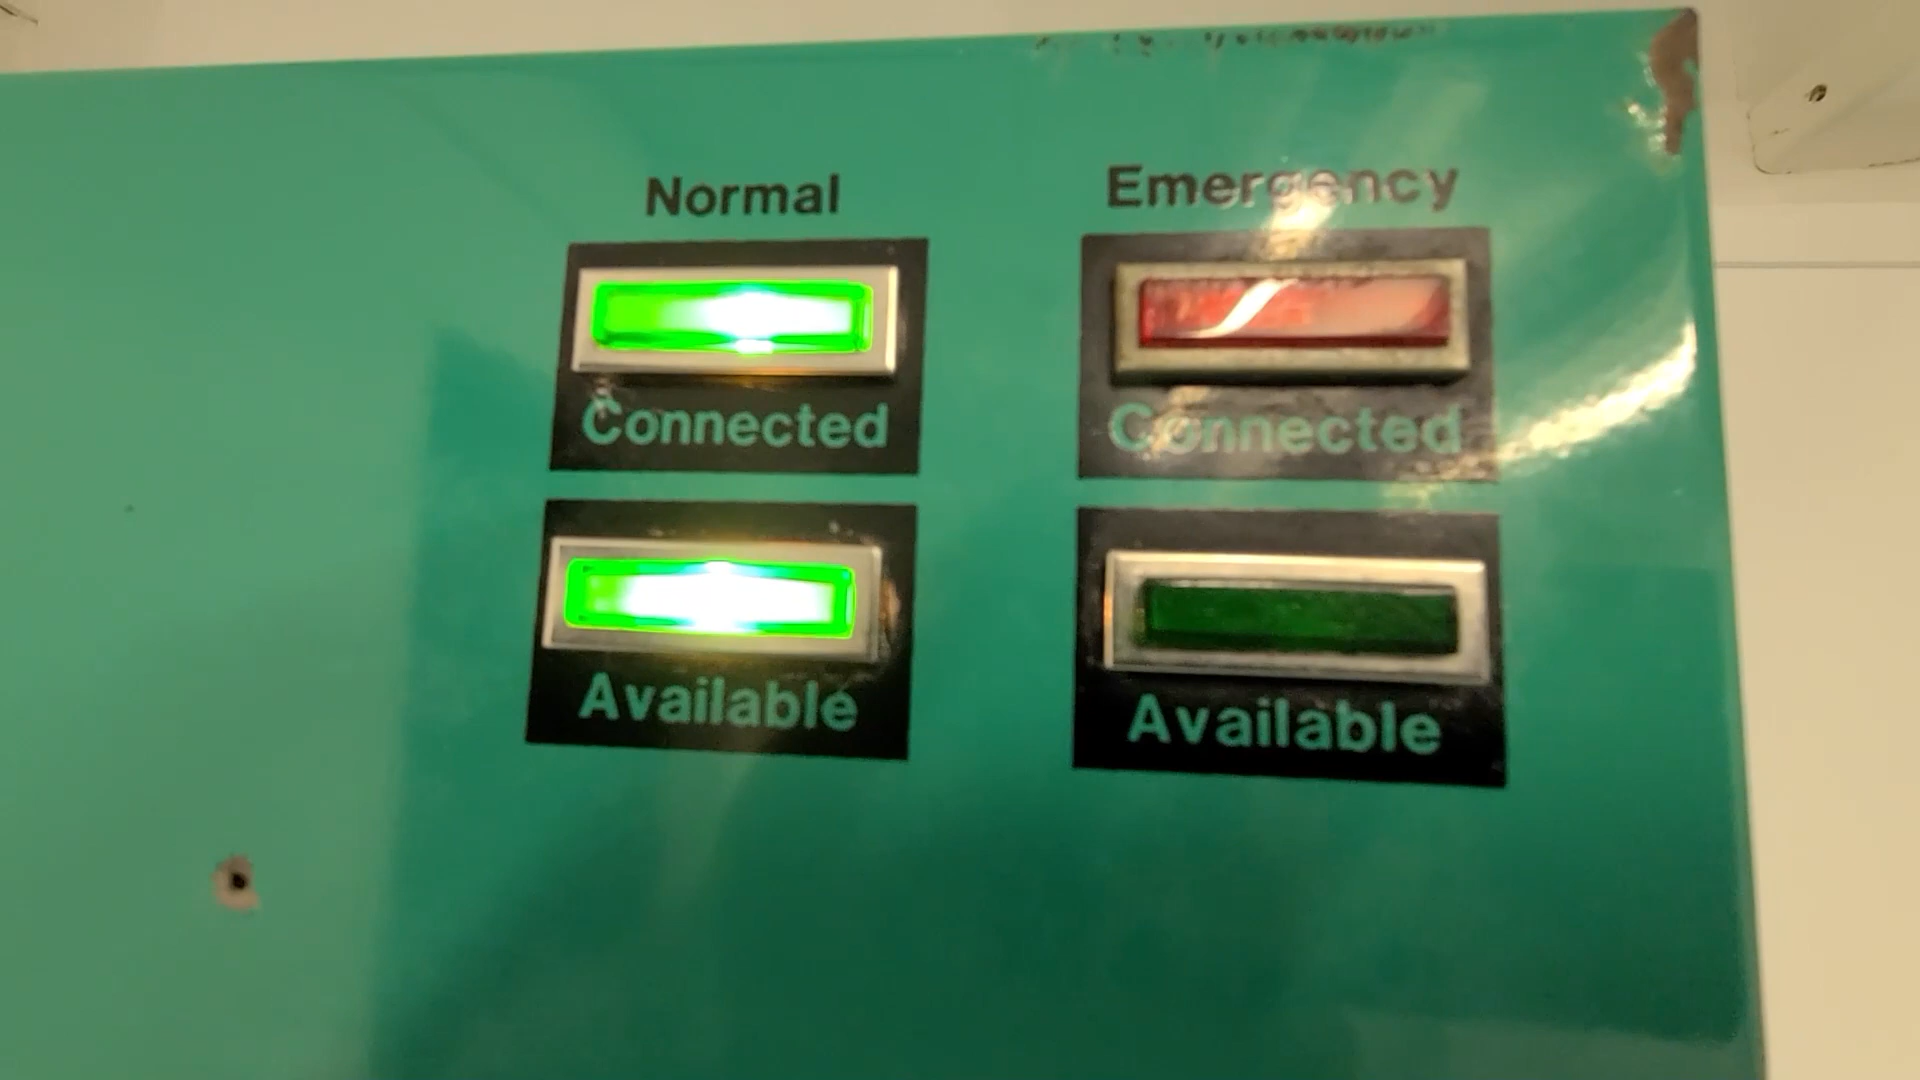 Normal
Emergency
Connected
Connected
Available
Available